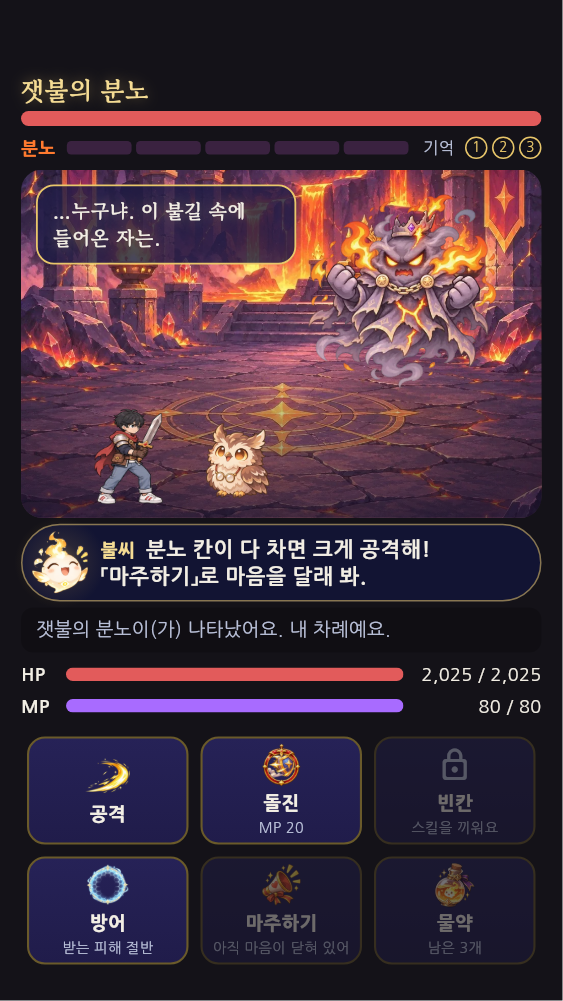 잿불의 분노
분노
기억 1 2 3
...누구냐. 이 불길 속에
들어온 자는.
불씨 분노 칸이 다 차면 크게 공격해!
「마주하기」로 마음을 달래 봐.
잿불의 분노이(가) 나타났어요. 내 차례예요.
HP 2,025 / 2,025
MP 80 / 80
공격
돌진
MP 20
빈칸
스킬을 끼워요
방어
받는 피해 절반
마주하기
아직 마음이 닫혀 있어
물약
남은 3개